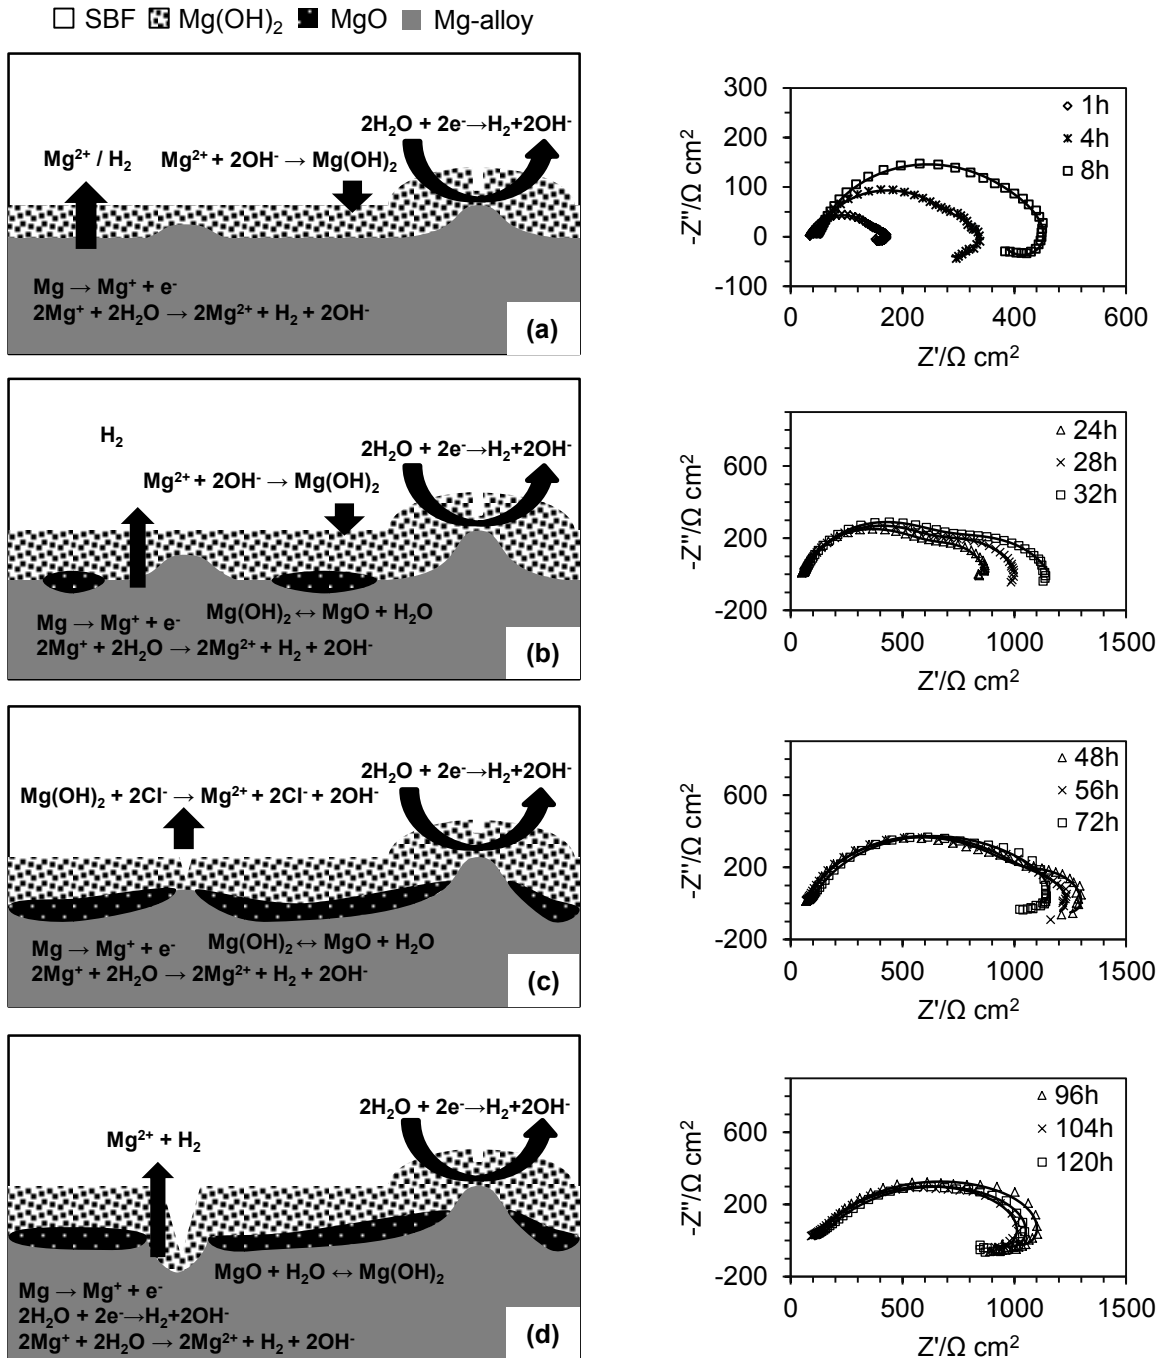 SBF Mg(OH)₂ MgO Mg-alloy
2H₂O + 2e⁻→H₂+2OH⁻
Mg²⁺ / H₂
Mg²⁺ + 2OH⁻ → Mg(OH)₂
Mg → Mg⁺ + e⁻
2Mg⁺ + 2H₂O → 2Mg²⁺ + H₂ + 2OH⁻
(a)
300
200
100
0
-100
-Z''/Ω cm²
1h
4h
8h
0 200 400 600
Z'/Ω cm²
2H₂O + 2e⁻→H₂+2OH⁻
H₂
Mg²⁺ + 2OH⁻ → Mg(OH)₂
Mg(OH)₂ ↔ MgO + H₂O
Mg → Mg⁺ + e⁻
2Mg⁺ + 2H₂O → 2Mg²⁺ + H₂ + 2OH⁻
(b)
600
200
-200
-Z''/Ω cm²
24h
28h
32h
0 500 1000 1500
Z'/Ω cm²
2H₂O + 2e⁻→H₂+2OH⁻
Mg(OH)₂ + 2Cl⁻ → Mg²⁺ + 2Cl⁻ + 2OH⁻
Mg(OH)₂ ↔ MgO + H₂O
Mg → Mg⁺ + e⁻
2Mg⁺ + 2H₂O → 2Mg²⁺ + H₂ + 2OH⁻
(c)
600
200
-200
-Z''/Ω cm²
48h
56h
72h
0 500 1000 1500
Z'/Ω cm²
2H₂O + 2e⁻→H₂+2OH⁻
Mg²⁺ + H₂
MgO + H₂O ↔ Mg(OH)₂
Mg → Mg⁺ + e⁻
2H₂O + 2e⁻→H₂+2OH⁻
2Mg⁺ + 2H₂O → 2Mg²⁺ + H₂ + 2OH⁻
(d)
600
200
-200
-Z''/Ω cm²
96h
104h
120h
0 500 1000 1500
Z'/Ω cm²